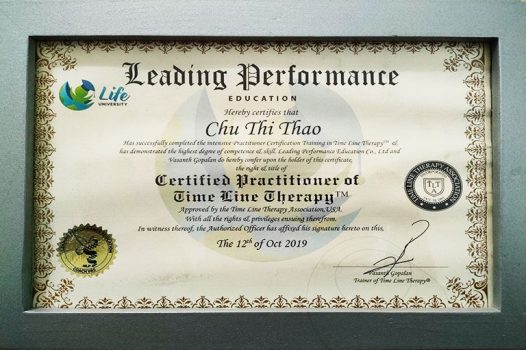 Life
UNIVERSITY
Leading Performance
EDUCATION
Hereby certifies that
Chu Thi Thao
Has successfully completed the intensive Practitioner Certification Training in Time Line Therapy™ &
has demonstrated the highest degree of competence & skill. Leading Performance Education Co., Ltd and
Vasanth Gopalan do hereby confer upon the holder of this certificate,
the right & title of
Certified Practitioner of
Time Line Therapy™
Approved by the Time Line Therapy Association, USA.
With all the rights & privileges ensuing therefrom.
In witness thereof, the Authorized Officer has affixed his signature hereto on this,
The 12th of Oct 2019
TIME LINE THERAPY ASSOCIATION
TLT
Vasanth Gopalan
Trainer of Time Line Therapy®